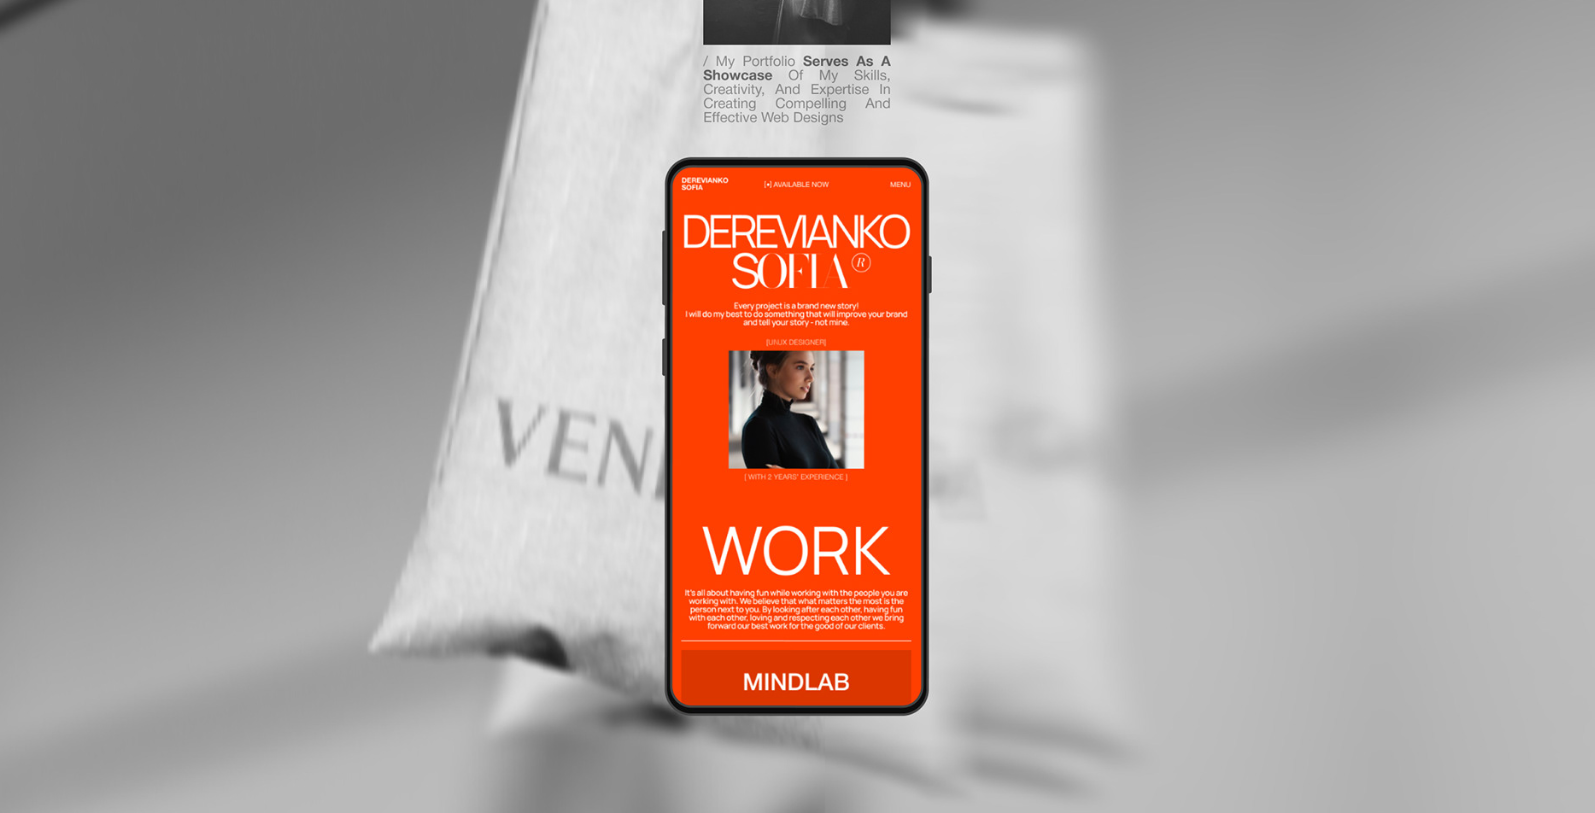 / My Portfolio Serves As A
Showcase Of My Skills,
Creativity, And Expertise In
Creating Compelling And
Effective Web Designs
DEREVIANKO
SOFIA
[•] AVAILABLE NOW
MENU
DEREVIANKO
SOFIA ®
Every project is a brand new story!
I will do my best to do something that will improve your brand
and tell your story - not mine.
[UI-UX DESIGNER]
[ WITH 2 YEARS' EXPERIENCE ]
VEN
WORK
It's all about having fun while working with the people you are
working with. We believe that what matters the most is the
person next to you. By looking after each other, having fun
with each other, loving and respecting each other we bring
forward our best work for the good of our clients.
MINDLAB